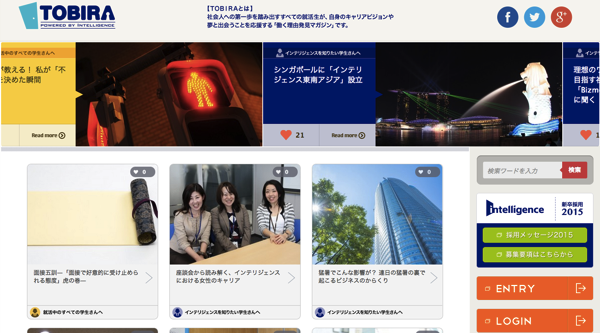 TOBIRA
POWERED BY INTELLIGENCE
【TOBIRAとは】
社会人への第一歩を踏み出すすべての就活生が、自身のキャリアビジョンや
夢と出会うことを応援する「働く理由発見マガジン」です。
f
g+
活中のすべての学生さんへ
が教える！ 私が「不
を決めた瞬間
Read more
インテリジェンスを知りたい学生さんへ
シンガポールに「インテリ
ジェンス東南アジア」設立
21
Read more
インテリジ
理想のワ
目指する
「Bizm
に聞く
0
面接五訓―「面接で好意的に受け止めら
れる態度」虎の巻―
就活中のすべての学生さんへ
0
座談会から読み解く、インテリジェンス
における女性のキャリア
インテリジェンスを知りたい学生さんへ
0
猛暑でこんな影響が？ 連日の猛暑の裏で
起こるビジネスのからくり
インテリジェンスを知りたい学生さんへ
検索ワードを入力
検索
Intelligence
新卒採用
2015
採用メッセージ2015
募集要項はこちらから
ENTRY
LOGIN
0
0
0